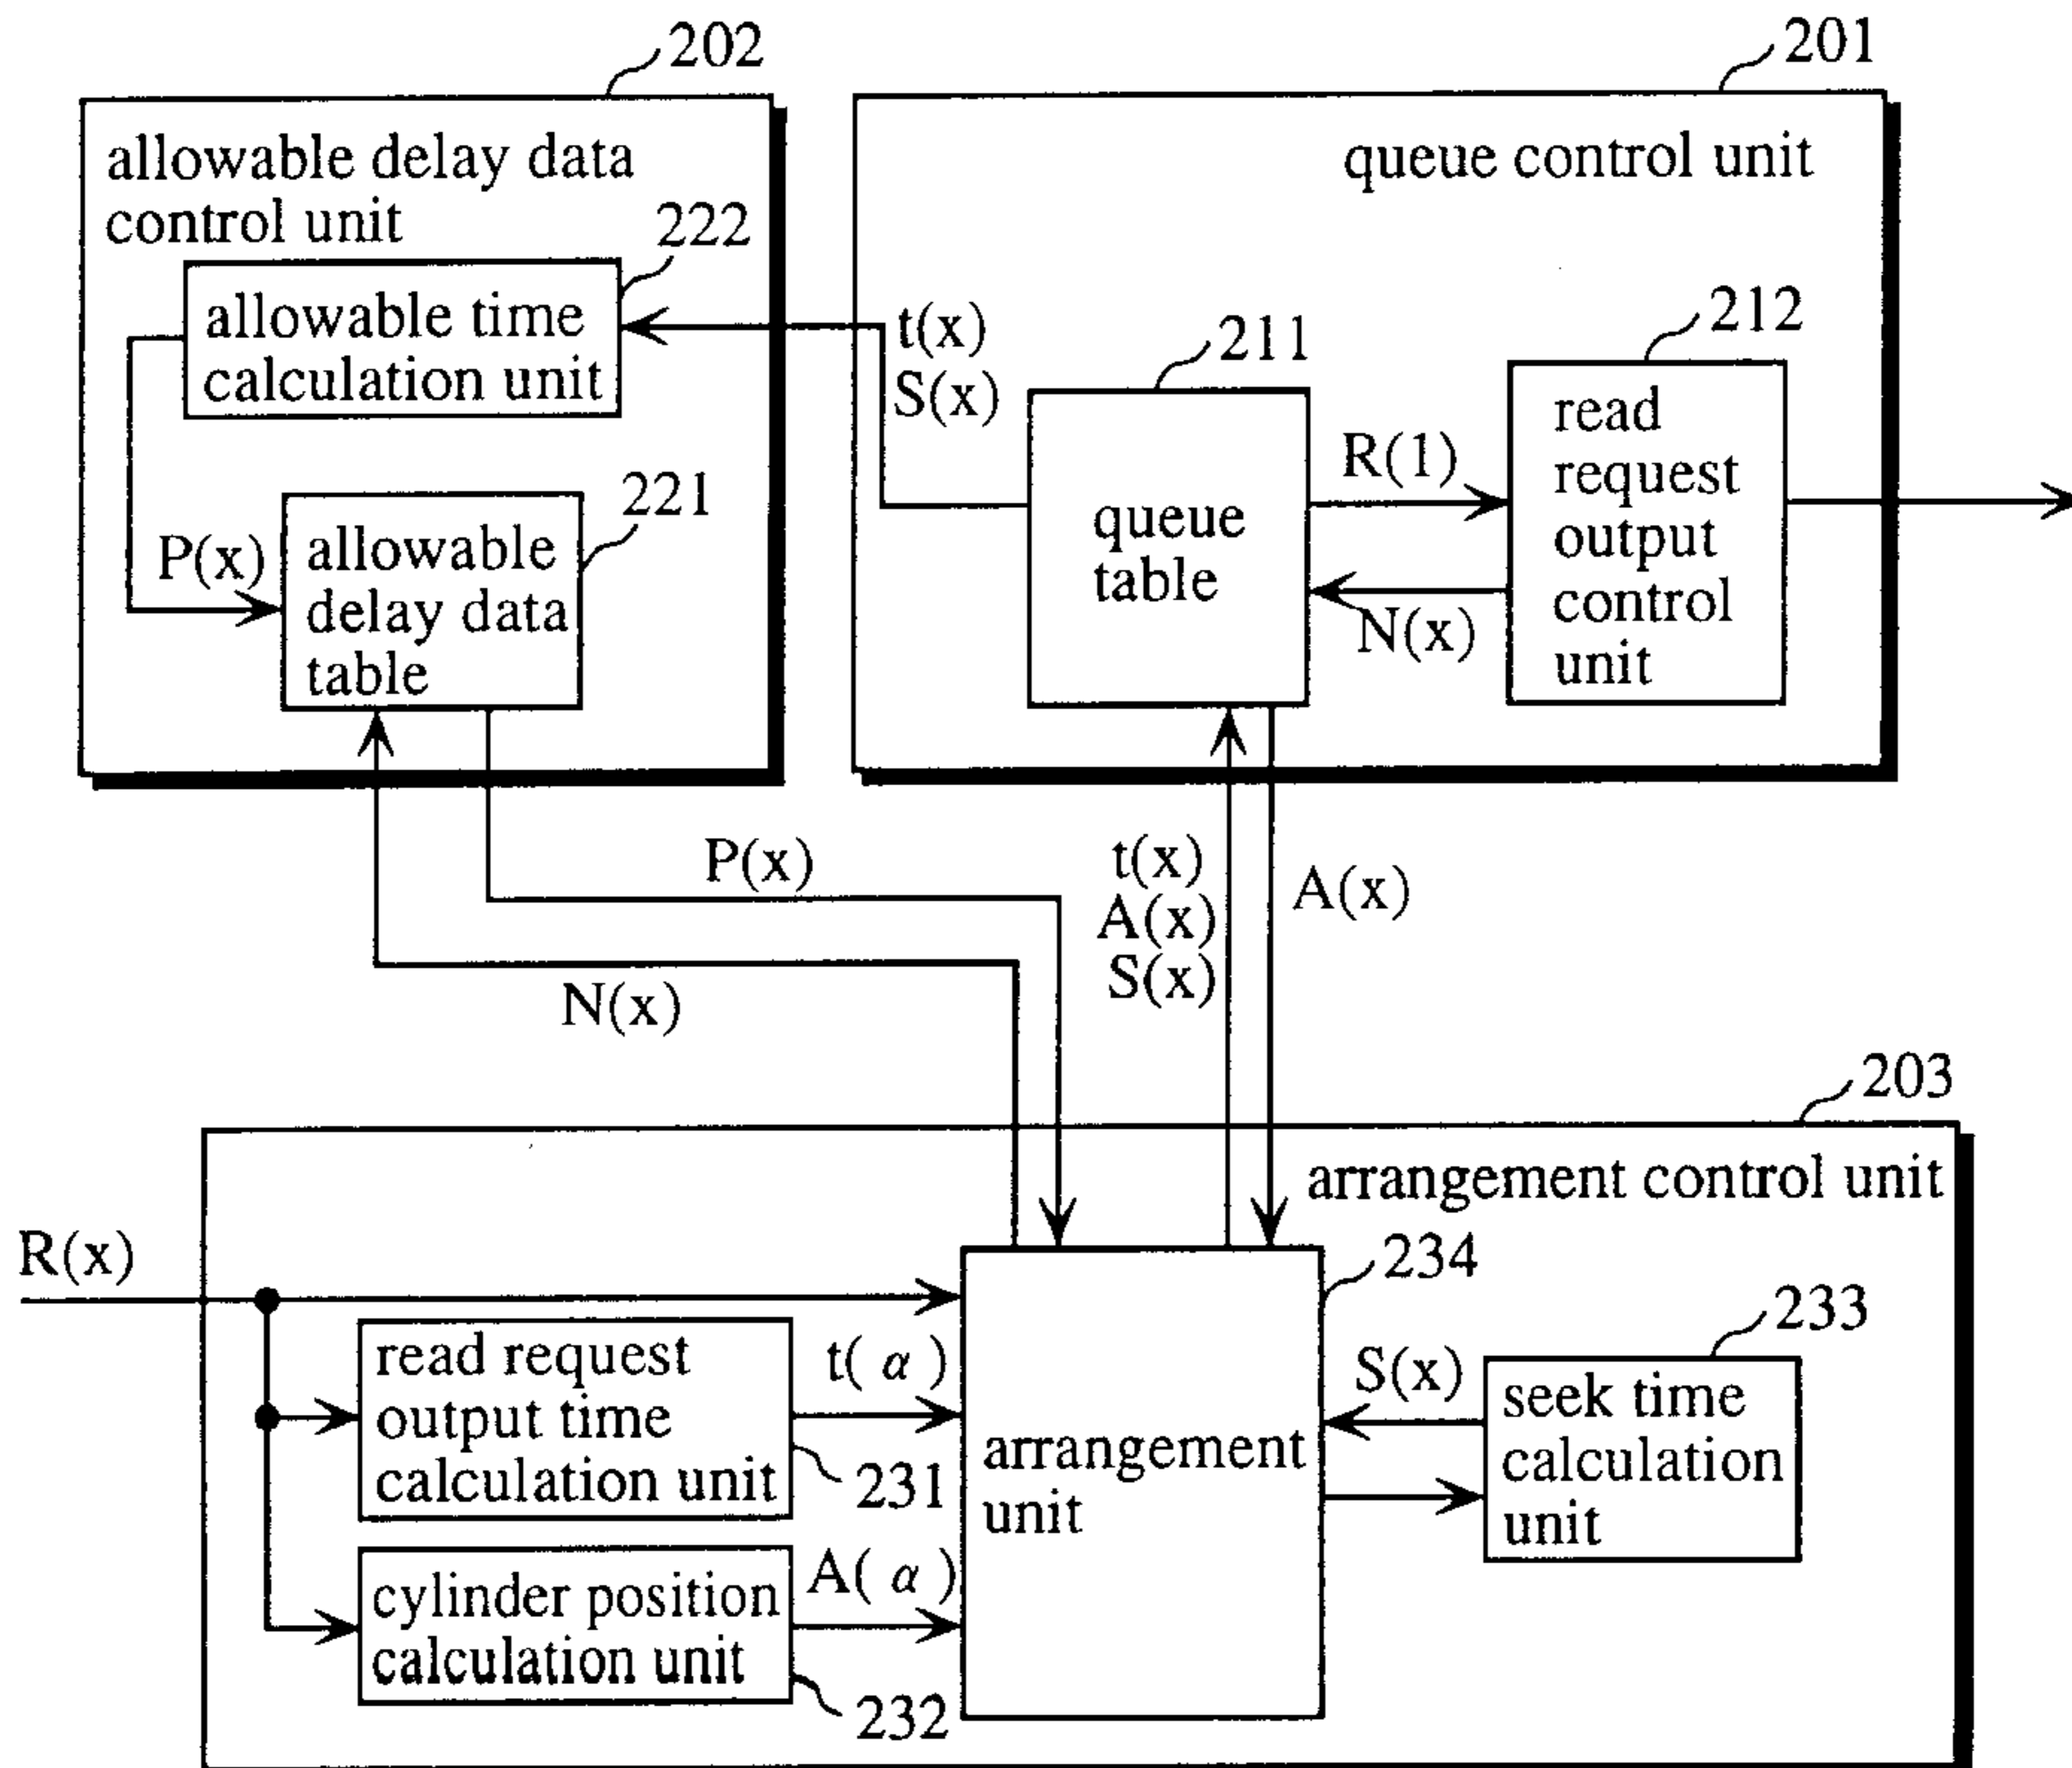 202
201
allowable delay data
control unit
queue control unit
222
allowable time
calculation unit
t(x)
S(x)
211
212
queue
table
R(1)
N(x)
read
request
output
control
unit
221
P(x)
allowable
delay data
table
P(x)
N(x)
t(x)
A(x)
S(x)
A(x)
203
arrangement control unit
R(x)
234
233
read request
output time
calculation unit
t( α )
231
arrangement
unit
S(x)
seek time
calculation
unit
cylinder position
calculation unit
A( α )
232